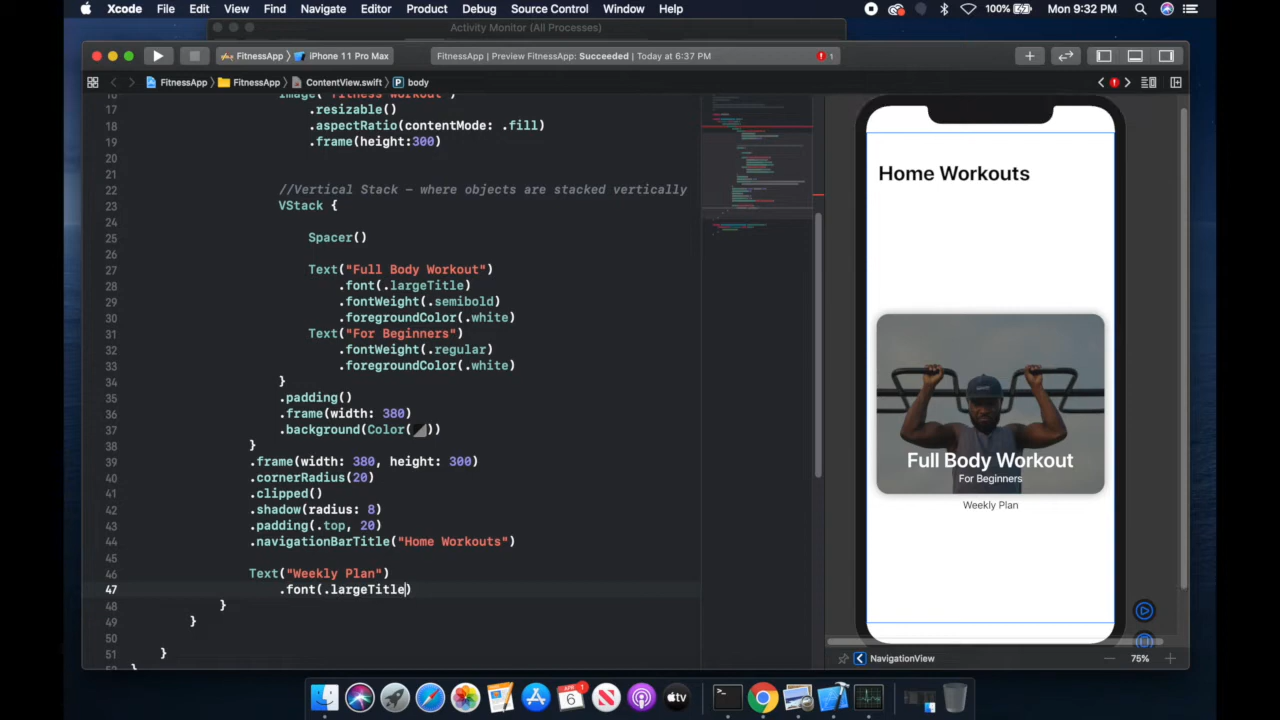 Xcode File Edit View Find Navigate Editor Product Debug Source Control Window Help 100% Mon 9:32 PM
Activity Monitor (All Processes)
FitnessApp iPhone 11 Pro Max FitnessApp | Preview FitnessApp: Succeeded | Today at 6:37 PM 1
FitnessApp FitnessApp ContentView.swift P body
17 .resizable()
18 .aspectRatio(contentMode: .fill)
19 .frame(height:300)
20
21
22 //Vertical Stack – where objects are stacked vertically
23 VStack {
24
25 Spacer()
26
27 Text("Full Body Workout")
28 .font(.largeTitle)
29 .fontWeight(.semibold)
30 .foregroundColor(.white)
31 Text("For Beginners")
32 .fontWeight(.regular)
33 .foregroundColor(.white)
34 }
35 .padding()
36 .frame(width: 380)
37 .background(Color( ))
38 }
39 .frame(width: 380, height: 300)
40 .cornerRadius(20)
41 .clipped()
42 .shadow(radius: 8)
43 .padding(.top, 20)
44 .navigationBarTitle("Home Workouts")
45
46 Text("Weekly Plan")
47 .font(.largeTitle)
48 }
49 }
50
51 }
Home Workouts
Full Body Workout
For Beginners
Weekly Plan
NavigationView 75%
APR 6
1
tv